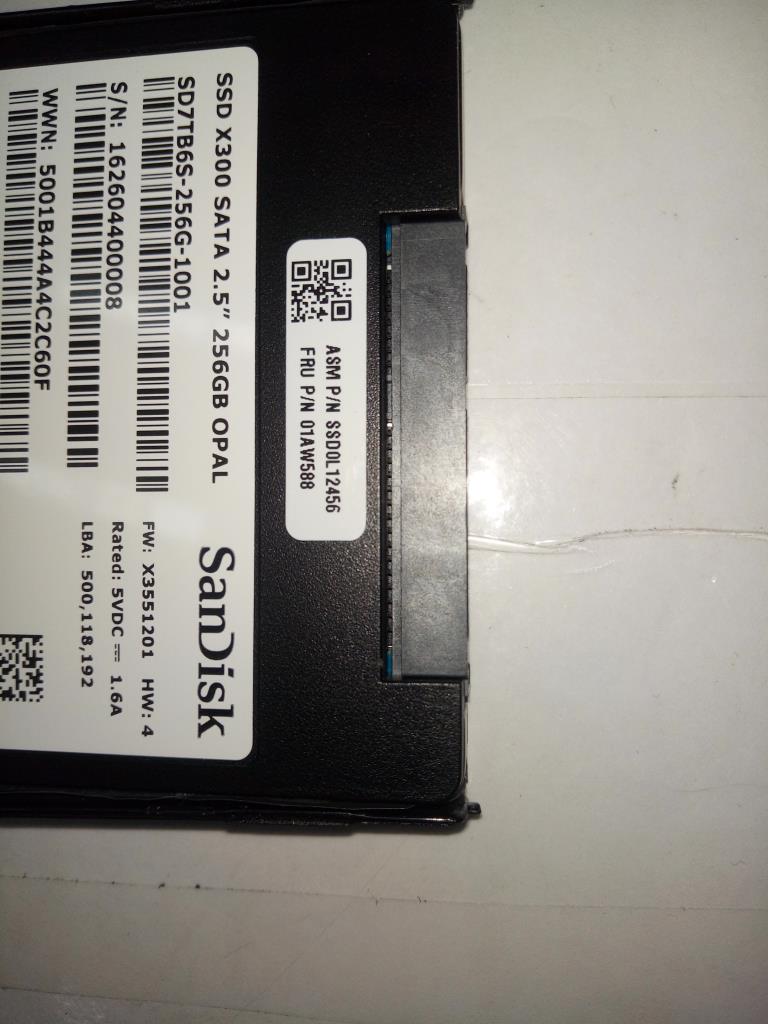 SSD X300 SATA 2.5" 256GB OPAL
SanDisk
SD7TB6S-256G-1001
FW: X3551201 HW: 4
S/N: 162604400008
Rated: 5VDC ⎓ 1.6A
LBA: 500,118,192
WWN: 5001B444A4C2C60F
ASM P/N SSD0L12456
FRU P/N 01AW588